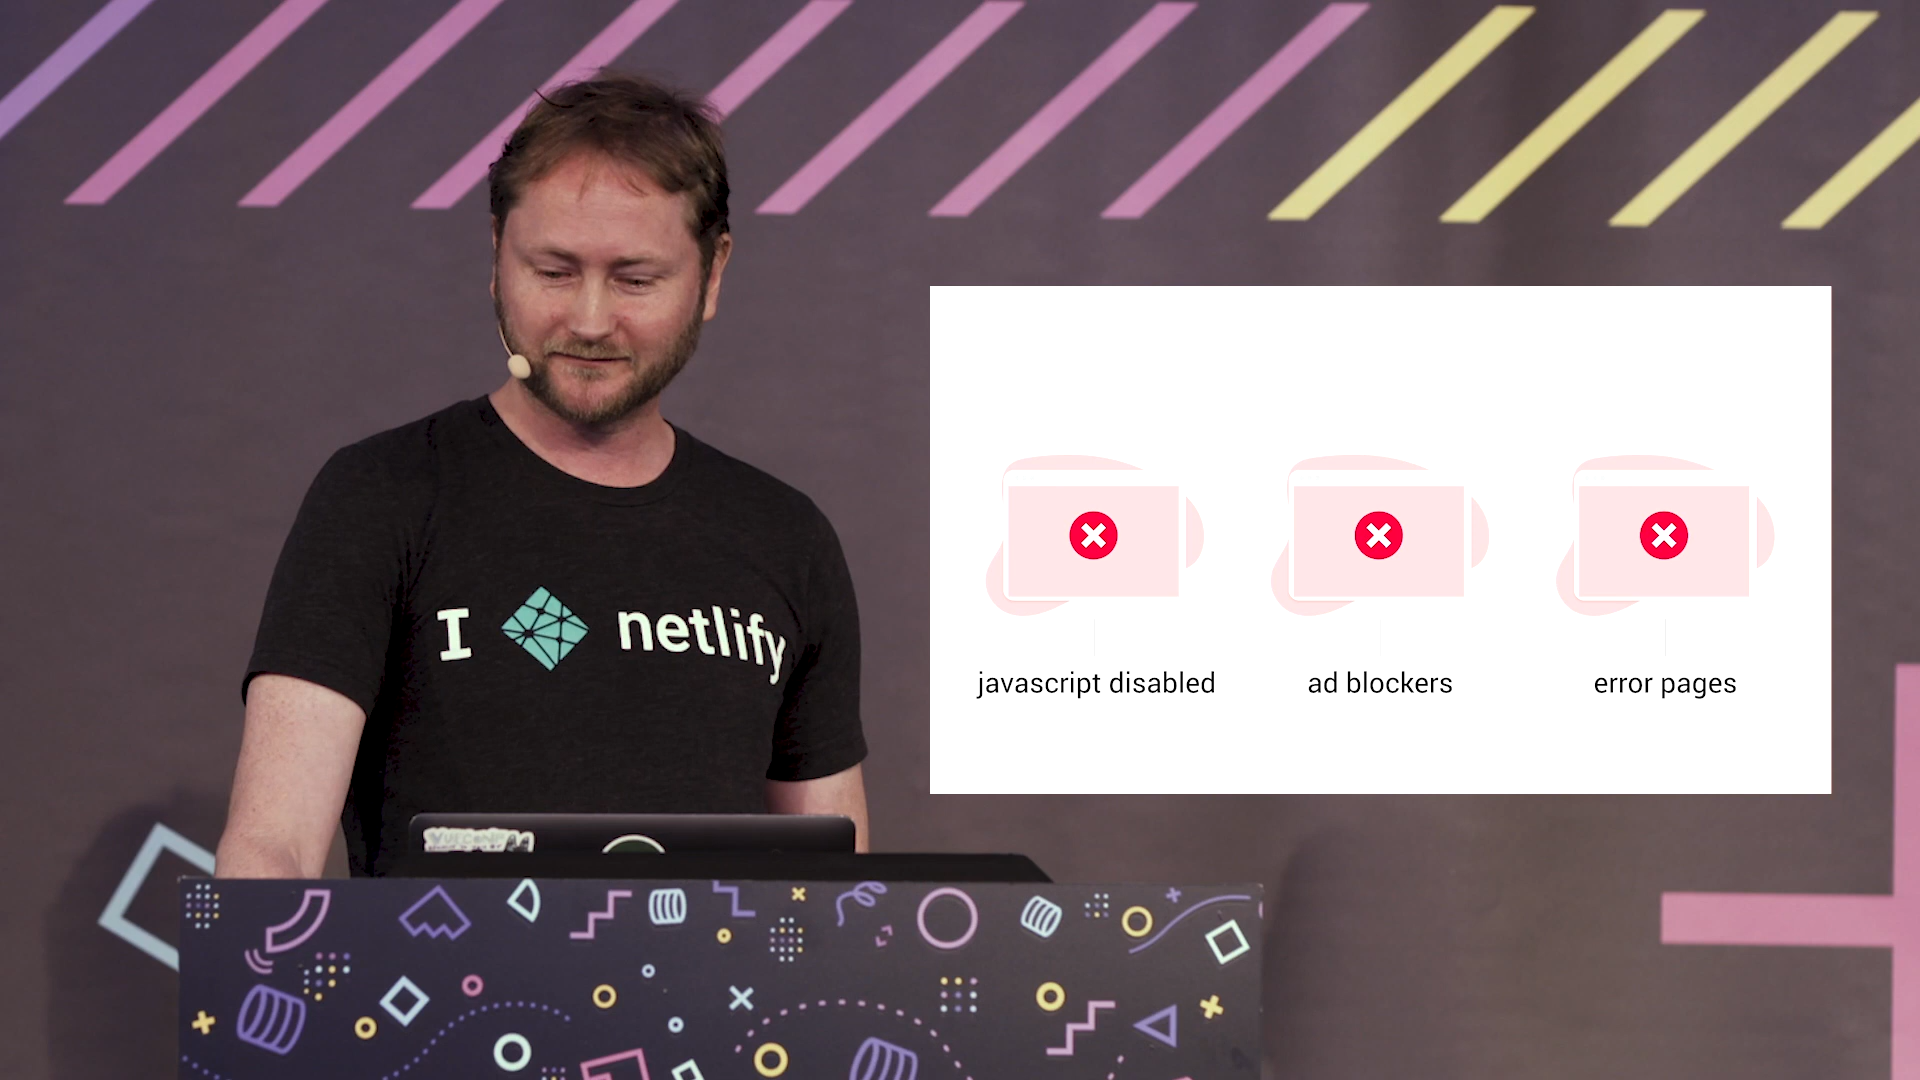 I netlify
javascript disabled
ad blockers
error pages